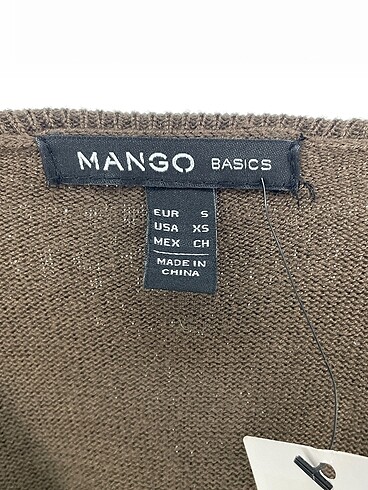 MANGO BASICS
EUR S
USA XS
MEX CH
MADE IN
CHINA